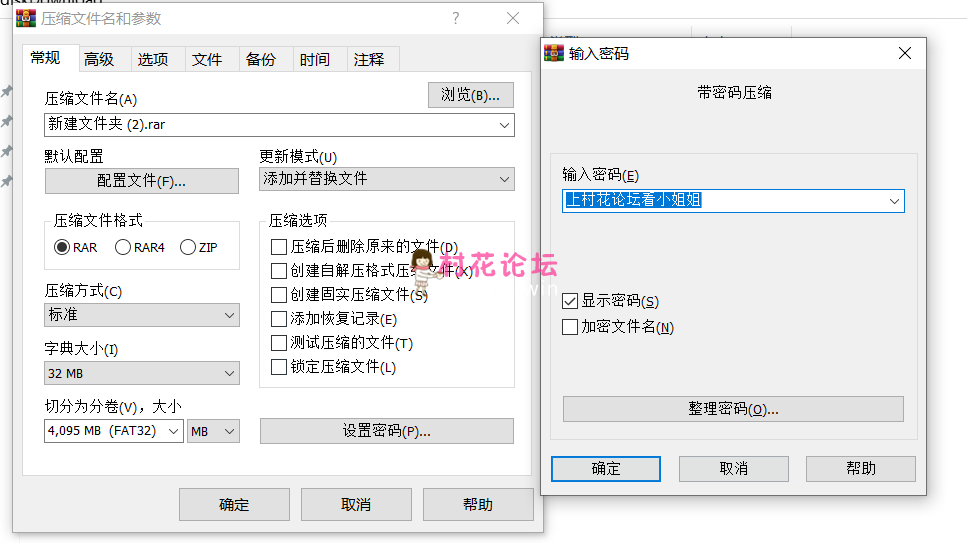 diskDownload
压缩文件名和参数
?
常规 高级 选项 文件 备份 时间 注释
压缩文件名(A)
浏览(B)...
新建文件夹 (2).rar
默认配置
配置文件(F)...
更新模式(U)
添加并替换文件
压缩文件格式
RAR RAR4 ZIP
压缩方式(C)
标准
字典大小(I)
32 MB
切分为分卷(V)，大小
4,095 MB (FAT32) MB
压缩选项
压缩后删除原来的文件(D)
创建自解压格式压缩文件(X)
创建固实压缩文件(S)
添加恢复记录(E)
测试压缩的文件(T)
锁定压缩文件(L)
设置密码(P)...
确定 取消 帮助
村花论坛
win
输入密码
带密码压缩
输入密码(E)
上村花论坛看小姐姐
显示密码(S)
加密文件名(N)
整理密码(O)...
确定 取消 帮助